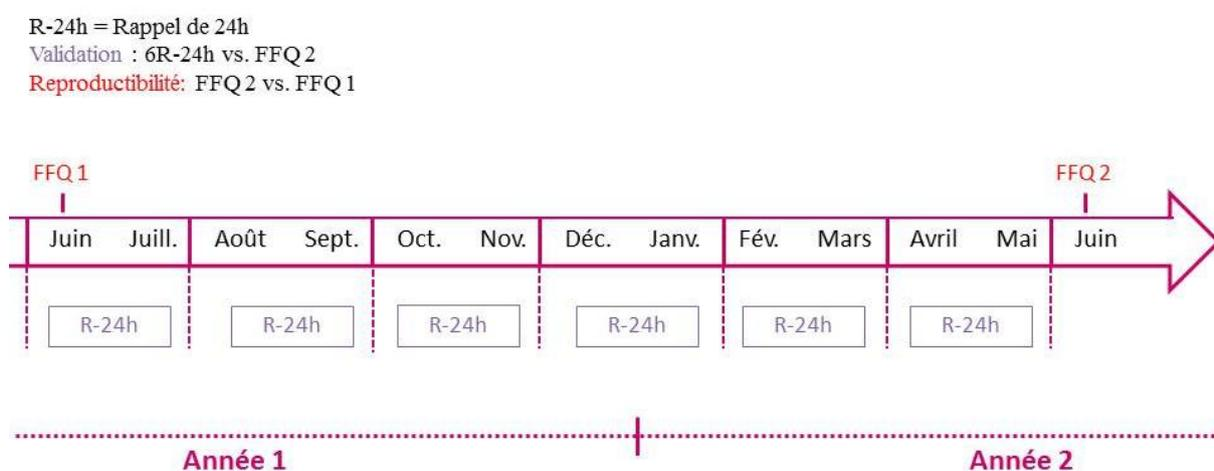 R-24h = Rappel de 24h
Validation : 6R-24h vs. FFQ 2
Reproductibilité: FFQ 2 vs. FFQ 1
FFQ 1 FFQ 2
Juin Juill. Août Sept. Oct. Nov. Déc. Janv. Fév. Mars Avril Mai Juin
R-24h R-24h R-24h R-24h R-24h R-24h
Année 1 Année 2